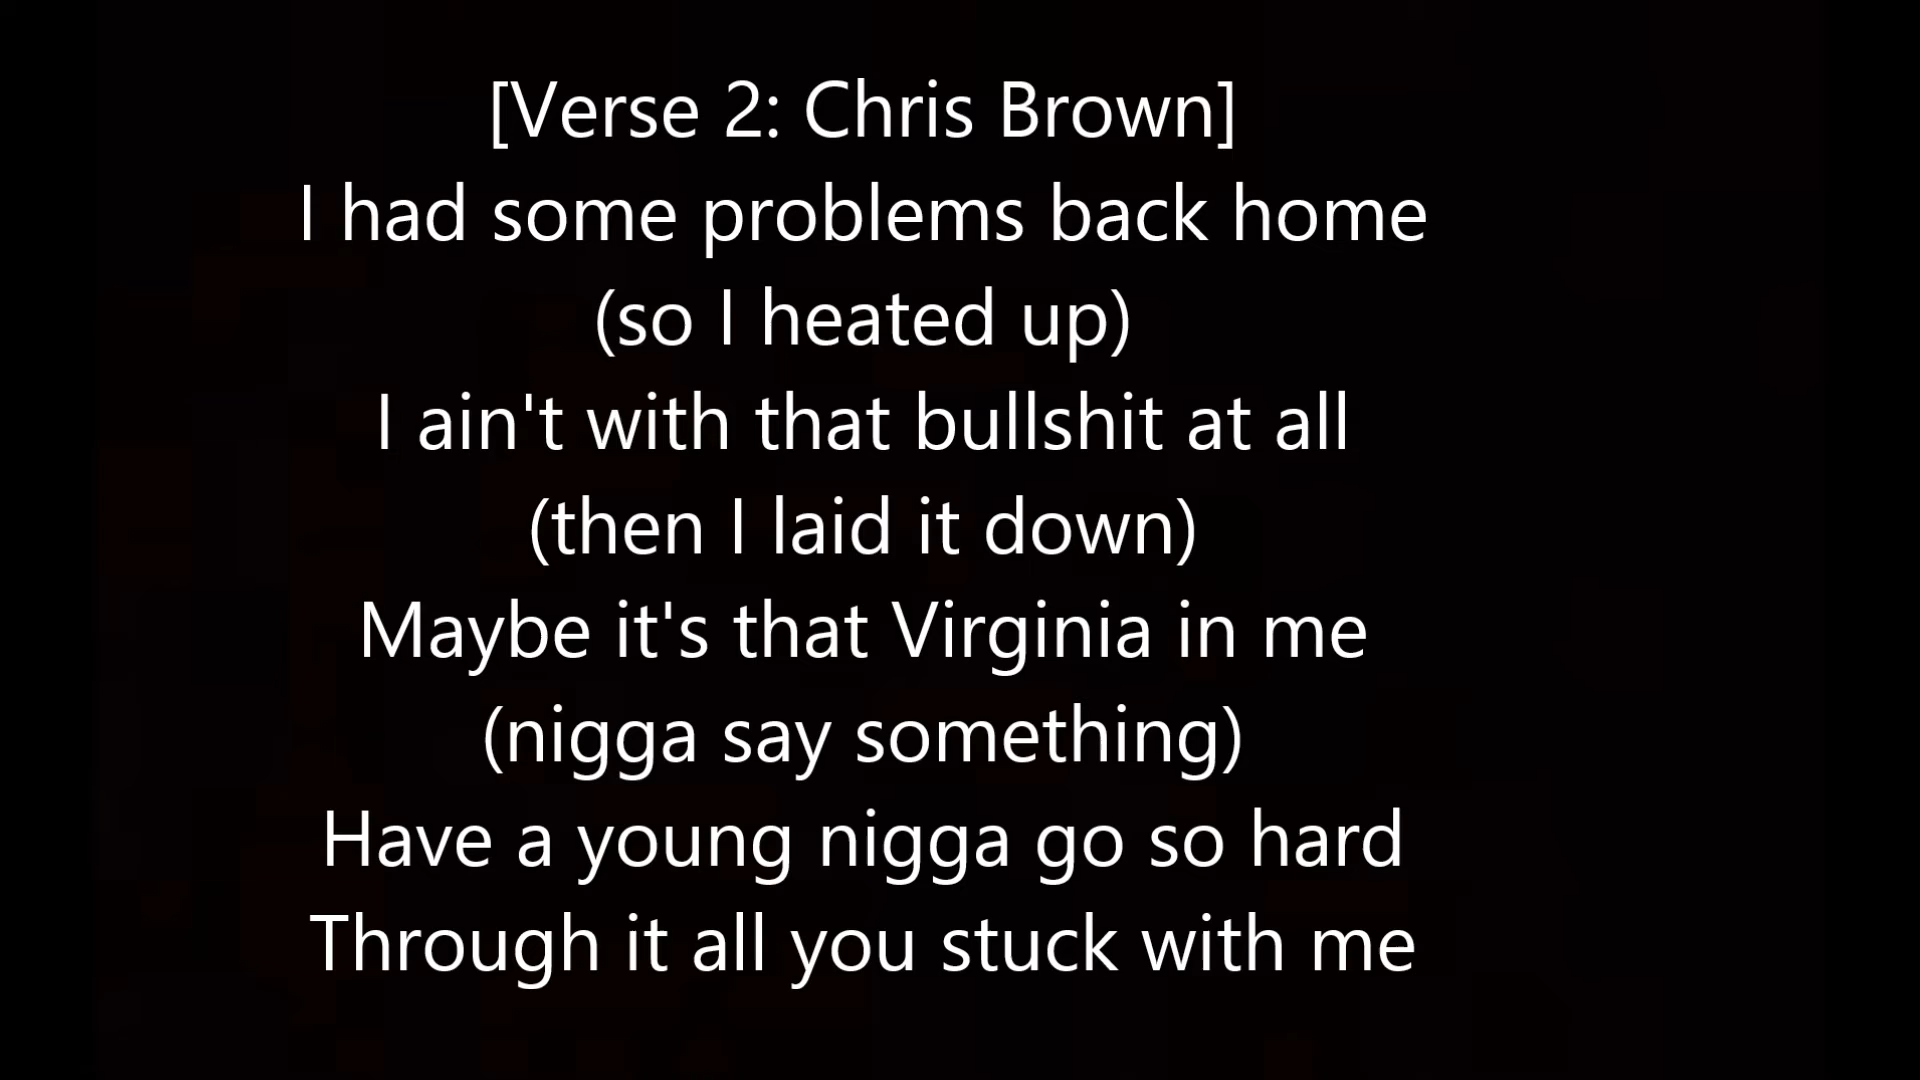 [Verse 2: Chris Brown]
I had some problems back home
(so I heated up)
I ain't with that bullshit at all
(then I laid it down)
Maybe it's that Virginia in me
(nigga say something)
Have a young nigga go so hard
Through it all you stuck with me